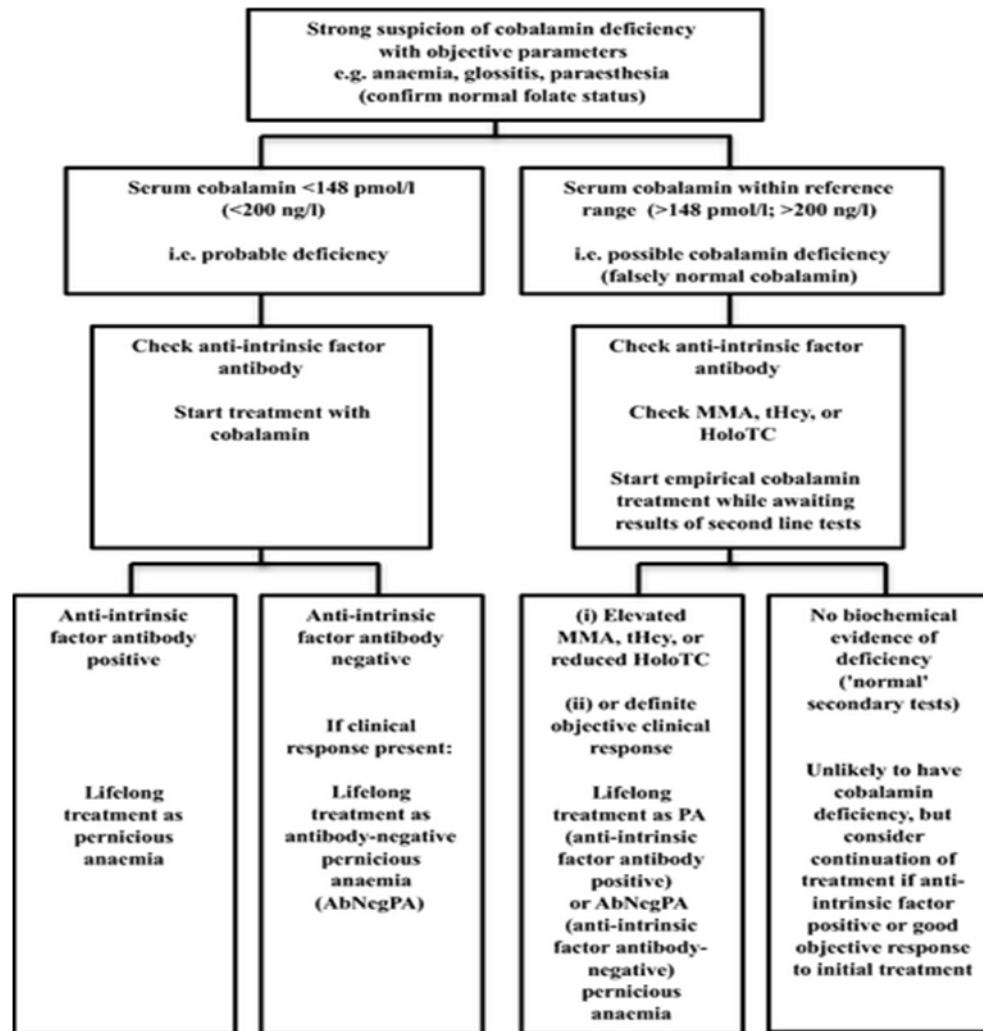 Strong suspicion of cobalamin deficiency
with objective parameters
e.g. anaemia, glossitis, paraesthesia
(confirm normal folate status)
Serum cobalamin <148 pmol/l
(<200 ng/l)
i.e. probable deficiency
Serum cobalamin within reference
range (>148 pmol/l; >200 ng/l)
i.e. possible cobalamin deficiency
(falsely normal cobalamin)
Check anti-intrinsic factor
antibody
Start treatment with
cobalamin
Check anti-intrinsic factor
antibody
Check MMA, tHcy, or
HoloTC
Start empirical cobalamin
treatment while awaiting
results of second line tests
Anti-intrinsic
factor antibody
positive
Lifelong
treatment as
pernicious
anaemia
Anti-intrinsic
factor antibody
negative
If clinical
response present:
Lifelong
treatment as
antibody-negative
pernicious
anaemia
(AbNegPA)
(i) Elevated
MMA, tHcy, or
reduced HoloTC
(ii) or definite
objective clinical
response
Lifelong
treatment as PA
(anti-intrinsic
factor antibody
positive)
or AbNEgPA
(anti-intrinsic
factor antibody-
negative)
pernicious
anaemia
No biochemical
evidence of
deficiency
('normal'
secondary tests)
Unlikely to have
cobalamin
deficiency, but
consider
continuation of
treatment if anti-
intrinsic factor
positive or good
objective response
to initial treatment